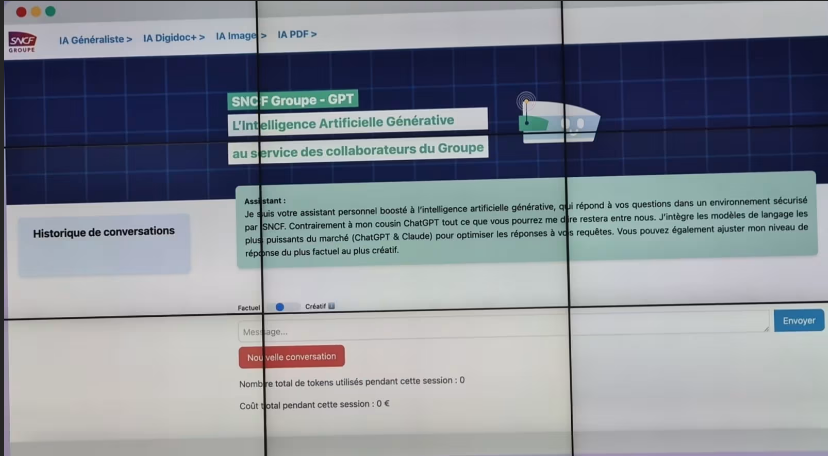 SNCF
GROUPE
IA Généraliste >
IA Digidoc+ >
IA Image >
IA PDF >
SNCF Groupe - GPT
L'Intelligence Artificielle Générative
au service des collaborateurs du Groupe
Historique de conversations
Assistant :
Je suis votre assistant personnel boosté à l'intelligence artificielle générative, qui répond à vos questions dans un environnement sécurisé
par SNCF. Contrairement à mon cousin ChatGPT tout ce que vous pourrez me dire restera entre nous. J'intègre les modèles de langage les
plus puissants du marché (ChatGPT & Claude) pour optimiser les réponses à vos requêtes. Vous pouvez également ajuster mon niveau de
réponse du plus factuel au plus créatif.
Factuel
Créatif
Message...
Envoyer
Nouvelle conversation
Nombre total de tokens utilisés pendant cette session : 0
Coût total pendant cette session : 0 €